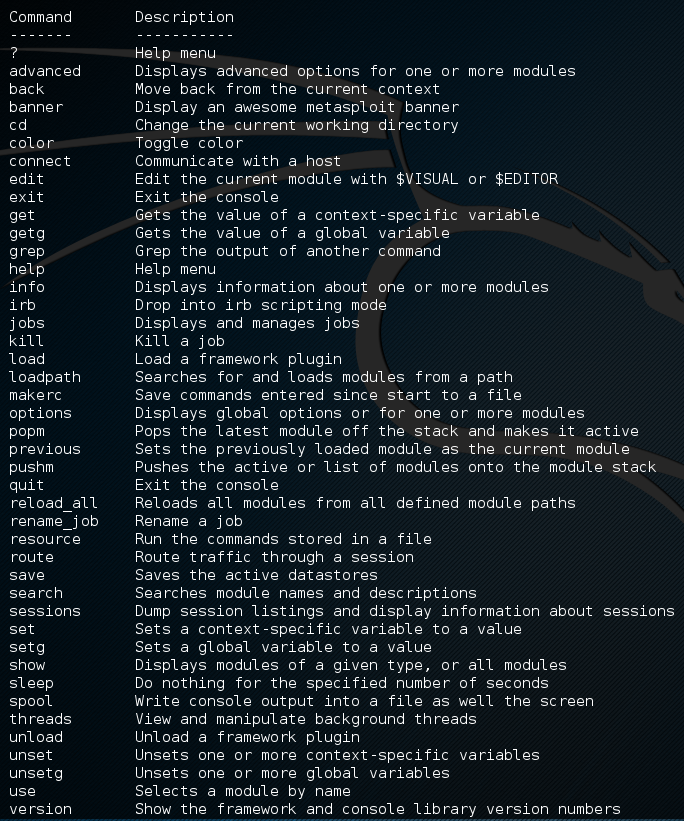 Command       Description
-------       -----------
?             Help menu
advanced      Displays advanced options for one or more modules
back          Move back from the current context
banner        Display an awesome metasploit banner
cd            Change the current working directory
color         Toggle color
connect       Communicate with a host
edit          Edit the current module with $VISUAL or $EDITOR
exit          Exit the console
get           Gets the value of a context-specific variable
getg          Gets the value of a global variable
grep          Grep the output of another command
help          Help menu
info          Displays information about one or more modules
irb           Drop into irb scripting mode
jobs          Displays and manages jobs
kill          Kill a job
load          Load a framework plugin
loadpath      Searches for and loads modules from a path
makerc        Save commands entered since start to a file
options       Displays global options or for one or more modules
popm          Pops the latest module off the stack and makes it active
previous      Sets the previously loaded module as the current module
pushm         Pushes the active or list of modules onto the module stack
quit          Exit the console
reload_all    Reloads all modules from all defined module paths
rename_job    Rename a job
resource      Run the commands stored in a file
route         Route traffic through a session
save          Saves the active datastores
search        Searches module names and descriptions
sessions      Dump session listings and display information about sessions
set           Sets a context-specific variable to a value
setg          Sets a global variable to a value
show          Displays modules of a given type, or all modules
sleep         Do nothing for the specified number of seconds
spool         Write console output into a file as well the screen
threads       View and manipulate background threads
unload        Unload a framework plugin
unset         Unsets one or more context-specific variables
unsetg        Unsets one or more global variables
use           Selects a module by name
version       Show the framework and console library version numbers